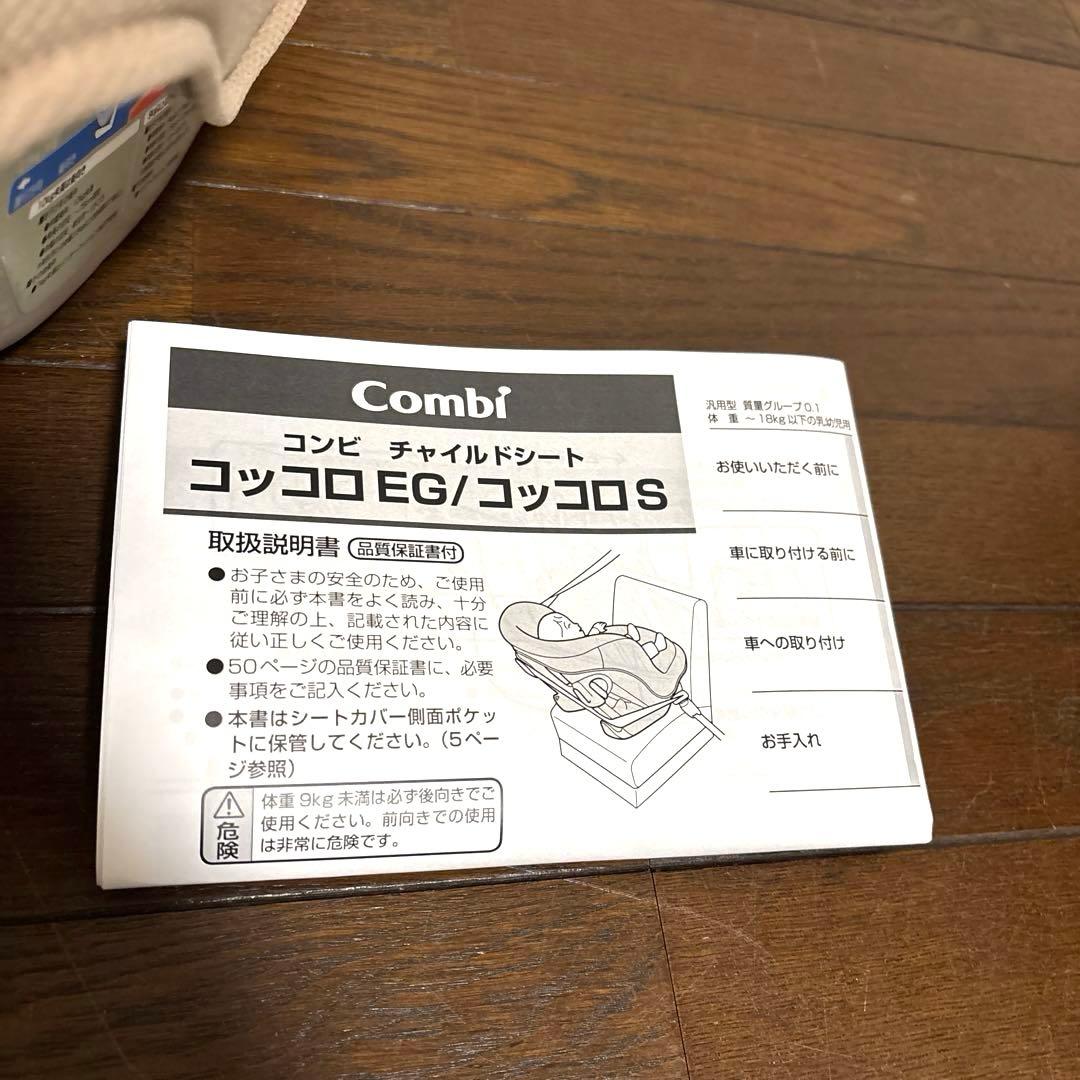 Combi
コンビ チャイルドシート
コッコロEG/コッコロS
取扱説明書 品質保証書付
●お子さまの安全のため、ご使用
前に必ず本書をよく読み、十分
ご理解の上、記載された内容に
従い正しくご使用ください。
●50ページの品質保証書に、必要
事項をご記入ください。
●本書はシートカバー側面ポケッ
トに保管してください。(5ペー
ジ参照)
危険
体重9kg未満は必ず後向きでご
使用ください。前向きでの使用
は非常に危険です。
汎用型 質量グループ0.1
体 重 ～18kg以下の乳幼児用
お使いいただく前に
車に取り付ける前に
車への取り付け
お手入れ